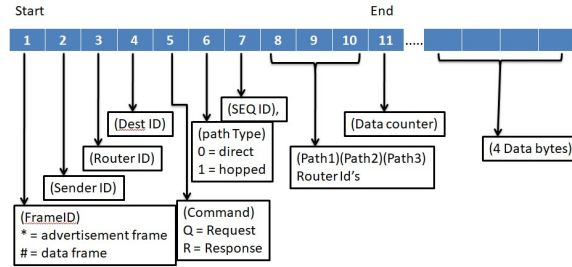 Start
End
1 2 3 4 5 6 7 8 9 10 11 .....
(SEQ ID),
(Dest ID)
(Data counter)
(path Type)
0 = direct
1 = hopped
(Router ID)
(Path1)(Path2)(Path3)
Router Id's
(4 Data bytes)
(Sender ID)
(FrameID)
* = advertisement frame
# = data frame
(Command)
Q = Request
R = Response